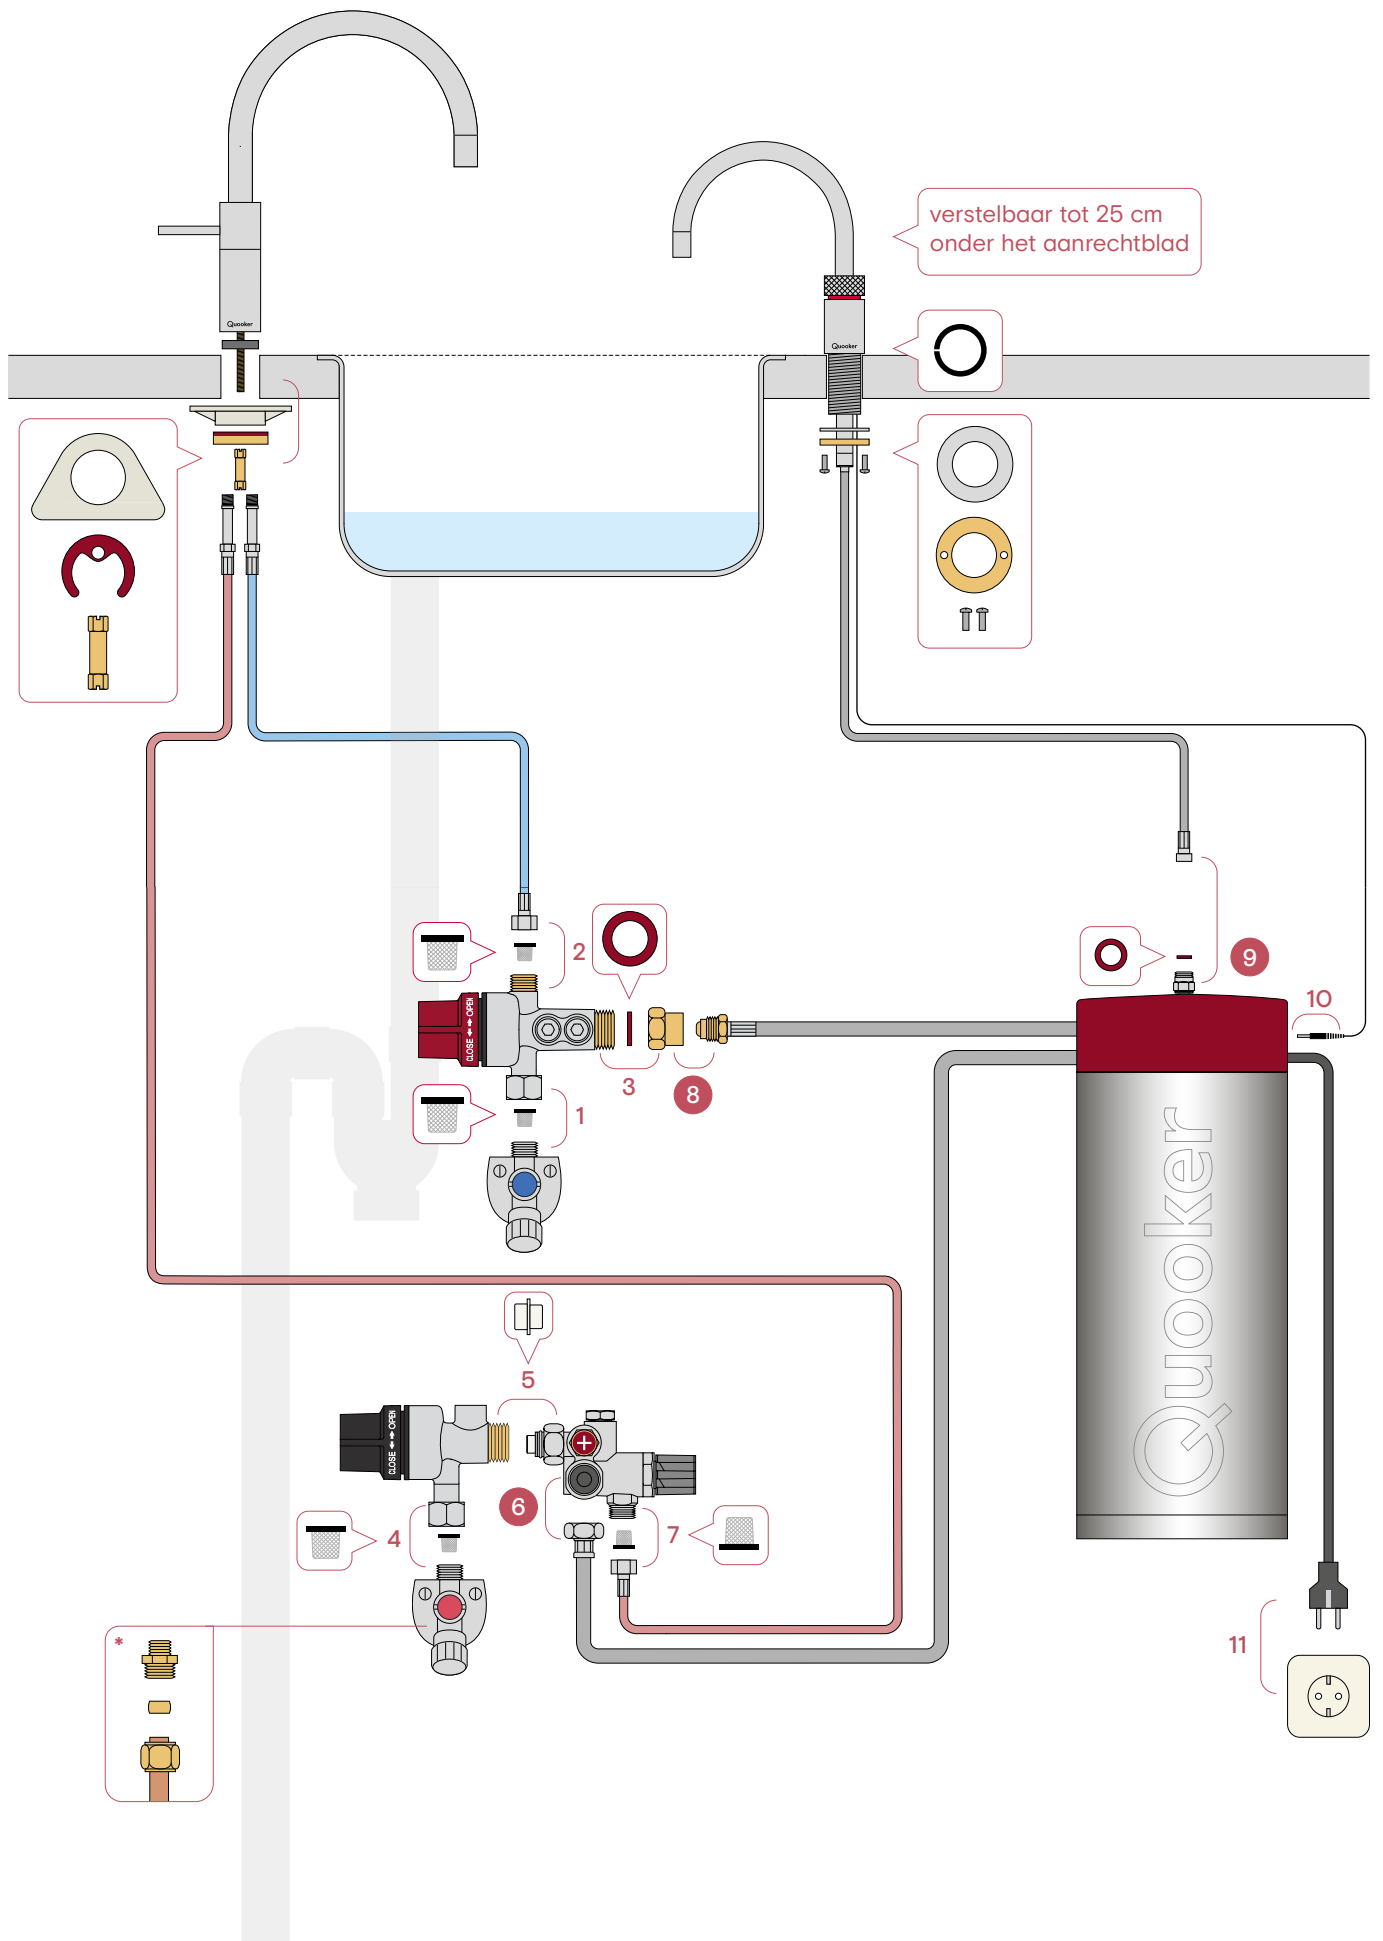 verstelbaar tot 25 cm
onder het aanrechtblad
Quooker
Quooker
2
9
10
CLOSE ↔ OPEN
3
8
1
Quooker
5
CLOSE ↔ OPEN
6
4
7
11
*